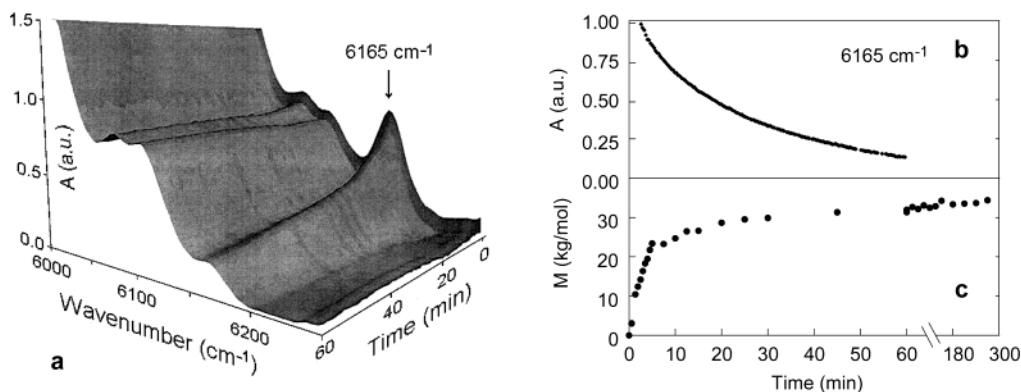 1.5
1.0
0.5
0.0
A (a.u.)
6165 cm-1
6000
6100
6200
Wavenumber (cm-1)
60
40
20
0
Time (min)
a
1.00
0.75
0.50
0.25
0.00
A (a.u.)
6165 cm-1
b
30
20
10
0
M (kg/mol)
c
0 10 20 30 40 50 60 180 300
Time (min)